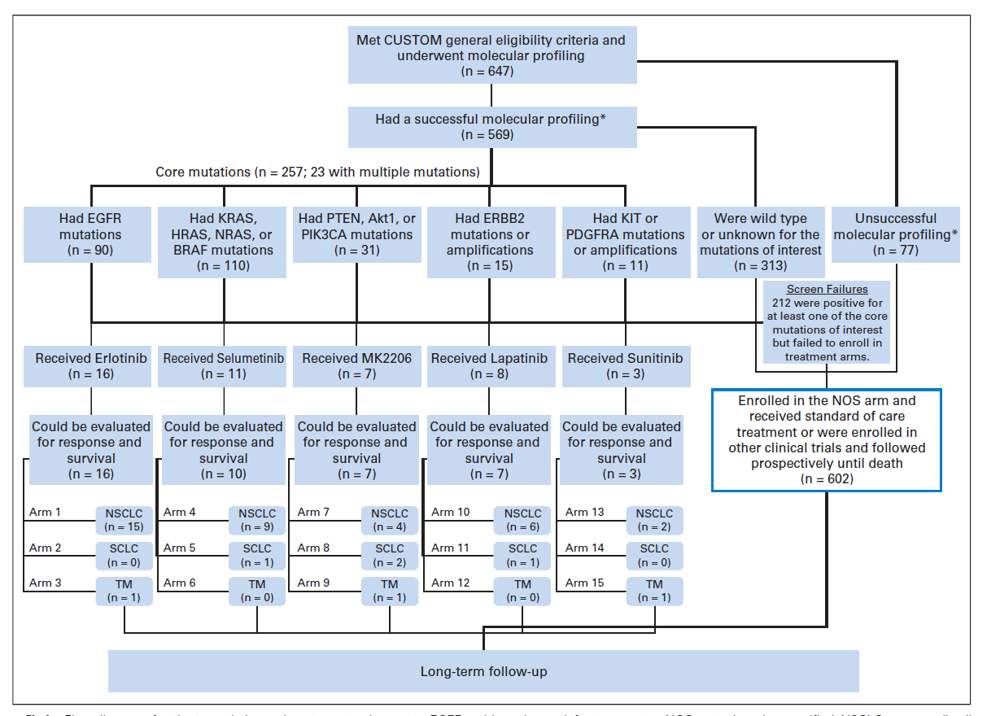 Met CUSTOM general eligibility criteria and
underwent molecular profiling
(n = 647)
Had a successful molecular profiling*
(n = 569)
Core mutations (n = 257; 23 with multiple mutations)
Had EGFR
mutations
(n = 90)
Had KRAS,
HRAS, NRAS, or
BRAF mutations
(n = 110)
Had PTEN, Akt1, or
PIK3CA mutations
(n = 31)
Had ERBB2
mutations or
amplifications
(n = 15)
Had KIT or
PDGFRA mutations
or amplifications
(n = 11)
Were wild type
or unknown for the
mutations of interest
(n = 313)
Unsuccessful
molecular profiling*
(n = 77)
Screen Failures
212 were positive for
at least one of the core
mutations of interest
but failed to enroll in
treatment arms.
Received Erlotinib
(n = 16)
Received Selumetinib
(n = 11)
Received MK2206
(n = 7)
Received Lapatinib
(n = 8)
Received Sunitinib
(n = 3)
Enrolled in the NOS arm and
received standard of care
treatment or were enrolled in
other clinical trials and followed
prospectively until death
(n = 602)
Could be evaluated
for response and
survival
(n = 16)
Could be evaluated
for response and
survival
(n = 10)
Could be evaluated
for response and
survival
(n = 7)
Could be evaluated
for response and
survival
(n = 7)
Could be evaluated
for response and
survival
(n = 3)
Arm 1
NSCLC
(n = 15)
Arm 2
SCLC
(n = 0)
Arm 3
TM
(n = 1)
Arm 4
NSCLC
(n = 9)
Arm 5
SCLC
(n = 1)
Arm 6
TM
(n = 0)
Arm 7
NSCLC
(n = 4)
Arm 8
SCLC
(n = 2)
Arm 9
TM
(n = 1)
Arm 10
NSCLC
(n = 6)
Arm 11
SCLC
(n = 1)
Arm 12
TM
(n = 0)
Arm 13
NSCLC
(n = 2)
Arm 14
SCLC
(n = 0)
Arm 15
TM
(n = 1)
Long-term follow-up